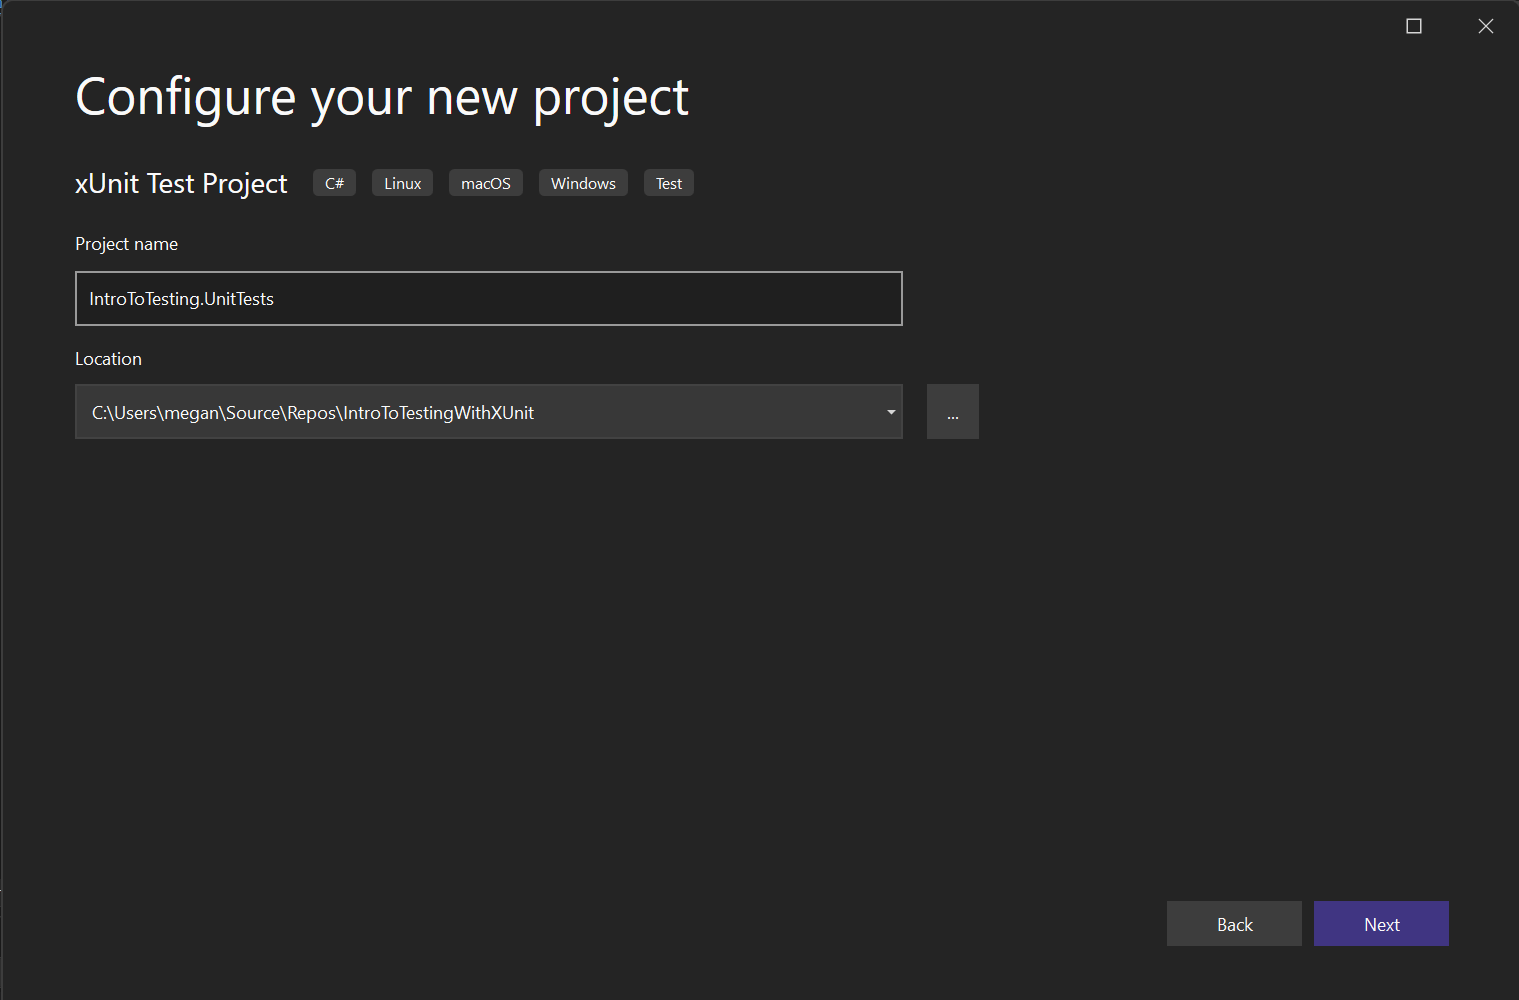 Configure your new project
xUnit Test Project C# Linux macOS Windows Test
Project name
IntroToTesting.UnitTests
Location
C:\Users\megan\Source\Repos\IntroToTestingWithXUnit
...
Back Next